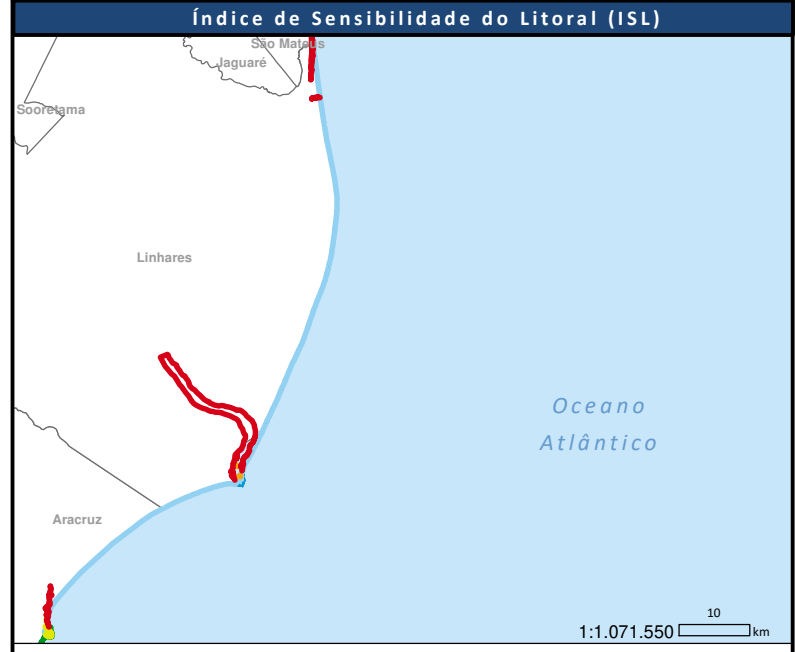 Índice de Sensibilidade do Litoral (ISL)
São Mateus
Jaguaré
Sooretama
Linhares
Oceano
Atlântico
Aracruz
10
1:1.071.550 km